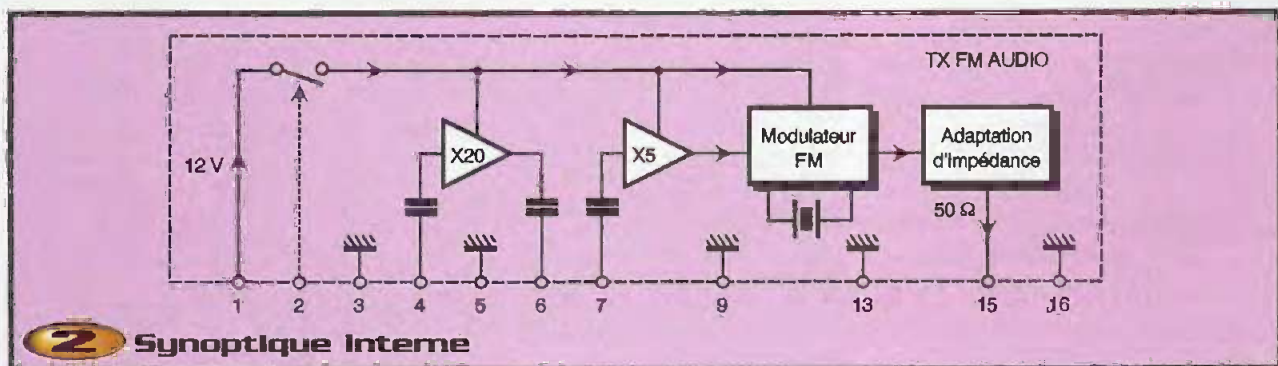 TX FM AUDIO
12 V
X20
X5
Modulateur
FM
Adaptation
d'impédance
50 Ω
1 2 3 4 5 6 7 9 13 15 16
2 Synoptique interne